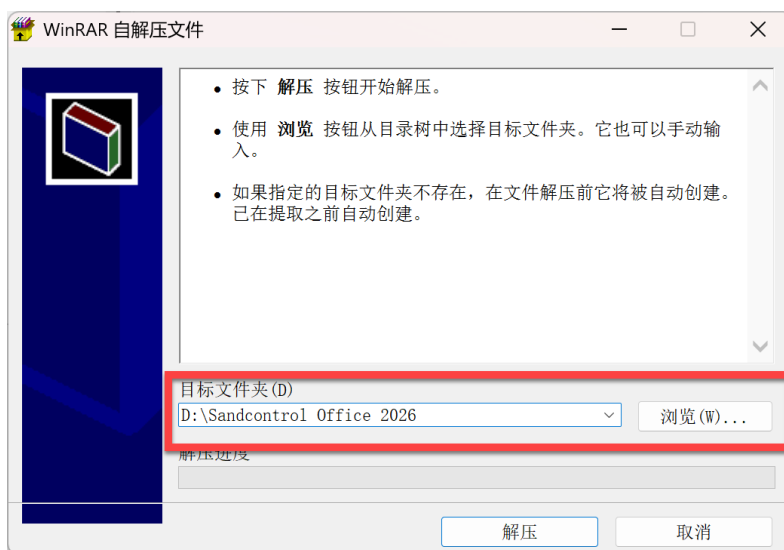 WinRAR 自解压文件
按下 解压 按钮开始解压。
使用 浏览 按钮从目录树中选择目标文件夹。它也可以手动输
入。
如果指定的目标文件夹不存在，在文件解压前它将被自动创建。
已在提取之前自动创建。
目标文件夹(D)
D:\Sandcontrol Office 2026
浏览(W)...
解压进度
解压
取消